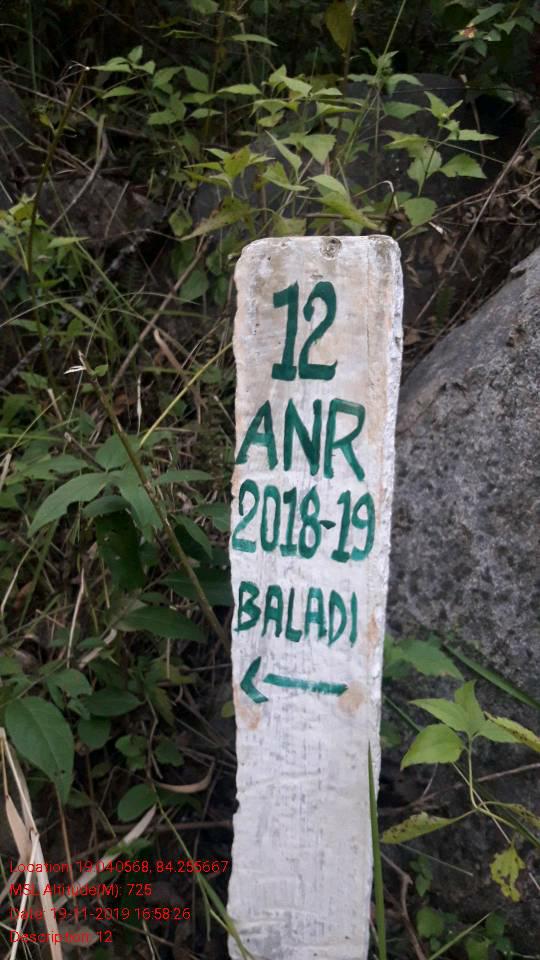 12
ANR
2018-19
BALADI
←
Location: 19.040568, 84.255667
MSL Altitude(M): 725
Date: 19-11-2019 16:58:26
Description: 12